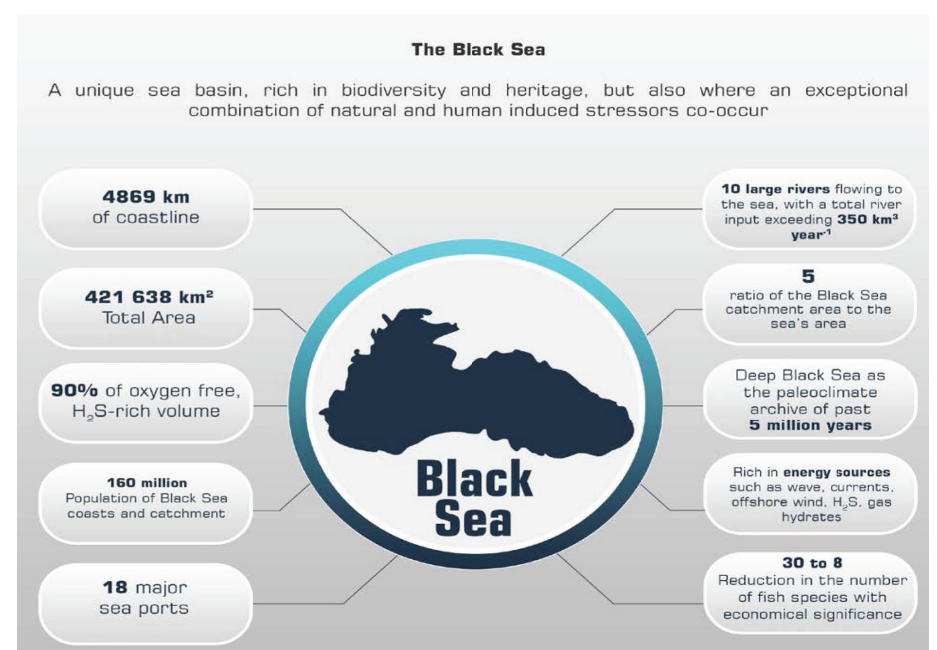 The Black Sea
A unique sea basin, rich in biodiversity and heritage, but also where an exceptional
combination of natural and human induced stressors co-occur
4869 km
of coastline
421 638 km²
Total Area
90% of oxygen free,
H₂S-rich volume
160 million
Population of Black Sea
coasts and catchment
18 major
sea ports
Black
Sea
10 large rivers flowing to
the sea, with a total river
input exceeding 350 km³
year⁻¹
5
ratio of the Black Sea
catchment area to the
sea's area
Deep Black Sea as
the paleoclimate
archive of past
5 million years
Rich in energy sources
such as wave, currents,
offshore wind, H₂S, gas
hydrates
30 to 8
Reduction in the number
of fish species with
economical significance